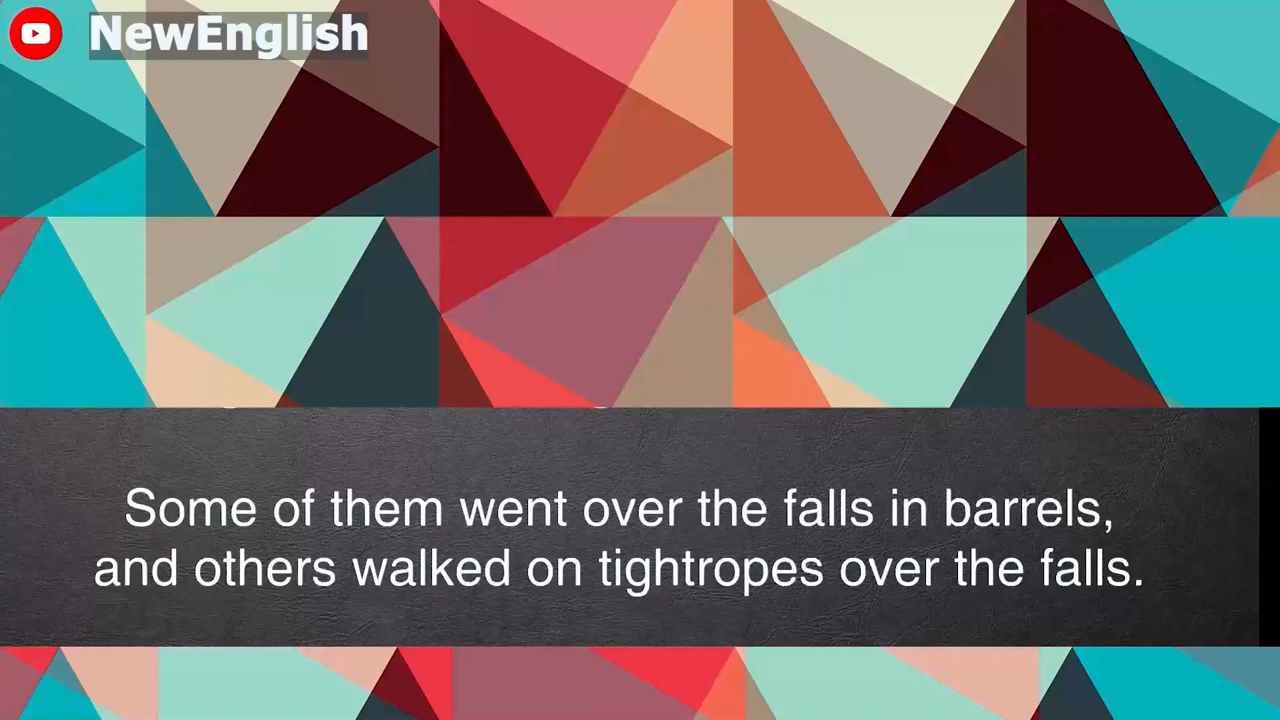 NewEnglish
Some of them went over the falls in barrels,
and others walked on tightropes over the falls.